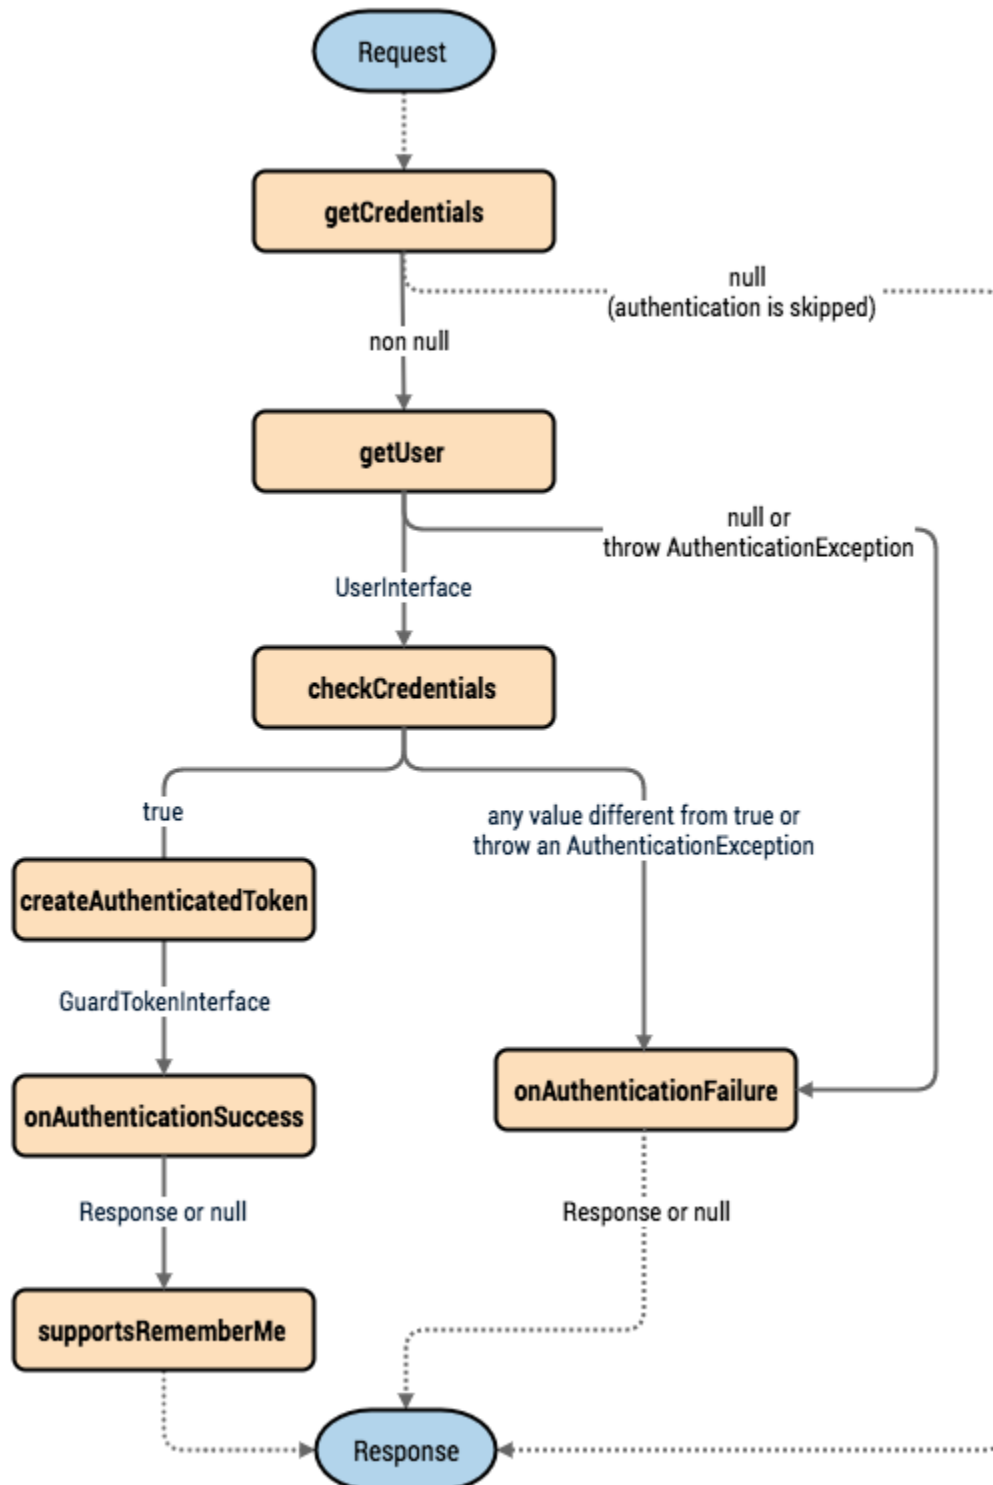 Request
getCredentials
null
(authentication is skipped)
non null
getUser
null or
throw AuthenticationException
UserInterface
checkCredentials
true
any value different from true or
throw an AuthenticationException
createAuthenticatedToken
GuardTokenInterface
onAuthenticationSuccess
onAuthenticationFailure
Response or null
Response or null
supportsRememberMe
Response